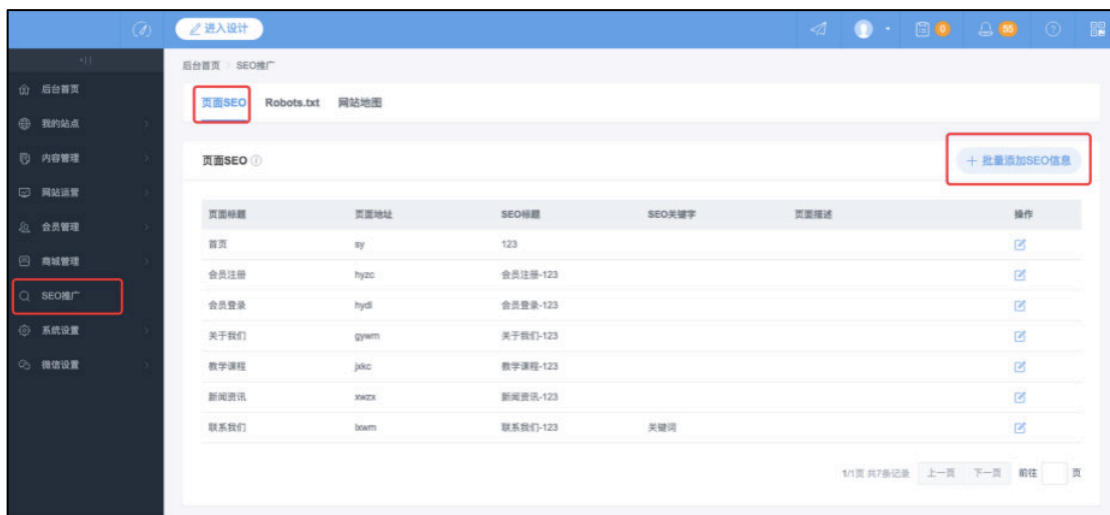 进入设计
0
55
后台首页 > SEO推广
后台首页
我的站点
内容管理
网站运营
会员管理
商城管理
SEO推广
系统设置
微信设置
页面SEO Robots.txt 网站地图
页面SEO
+ 批量添加SEO信息
页面标题 页面地址 SEO标题 SEO关键字 页面描述 操作
首页 sy 123
会员注册 hyzc 会员注册-123
会员登录 hydl 会员登录-123
关于我们 gywm 关于我们-123
教学课程 jxkc 教学课程-123
新闻资讯 xwzx 新闻资讯-123
联系我们 lxwm 联系我们-123 关键词
1/1页 共7条记录 上一页 下一页 前往 页